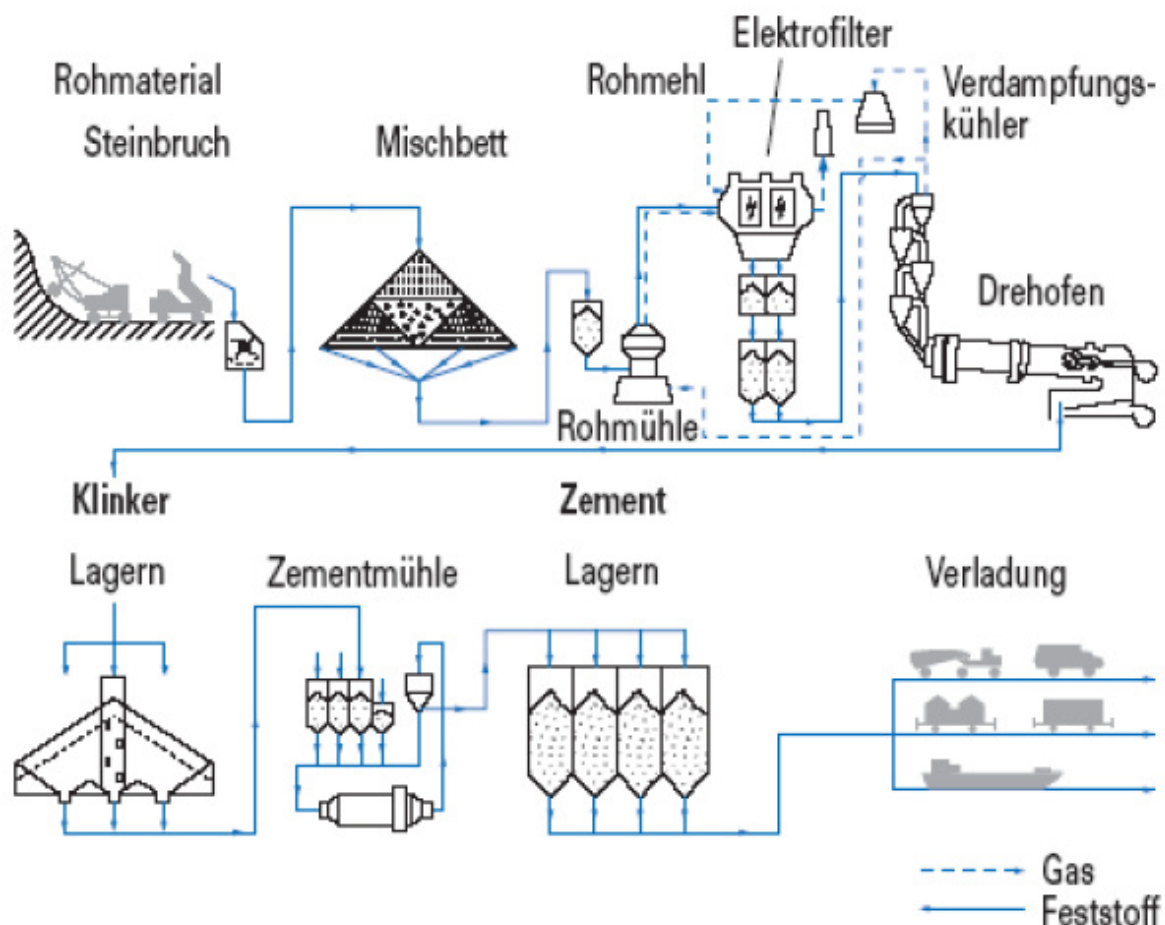 Elektrofilter
Rohmaterial
Rohmehl
Verdampfungs-
kühler
Steinbruch
Mischbett
Drehofen
Rohmühle
Klinker
Zement
Lagern
Zementmühle
Lagern
Verladung
Gas
Feststoff